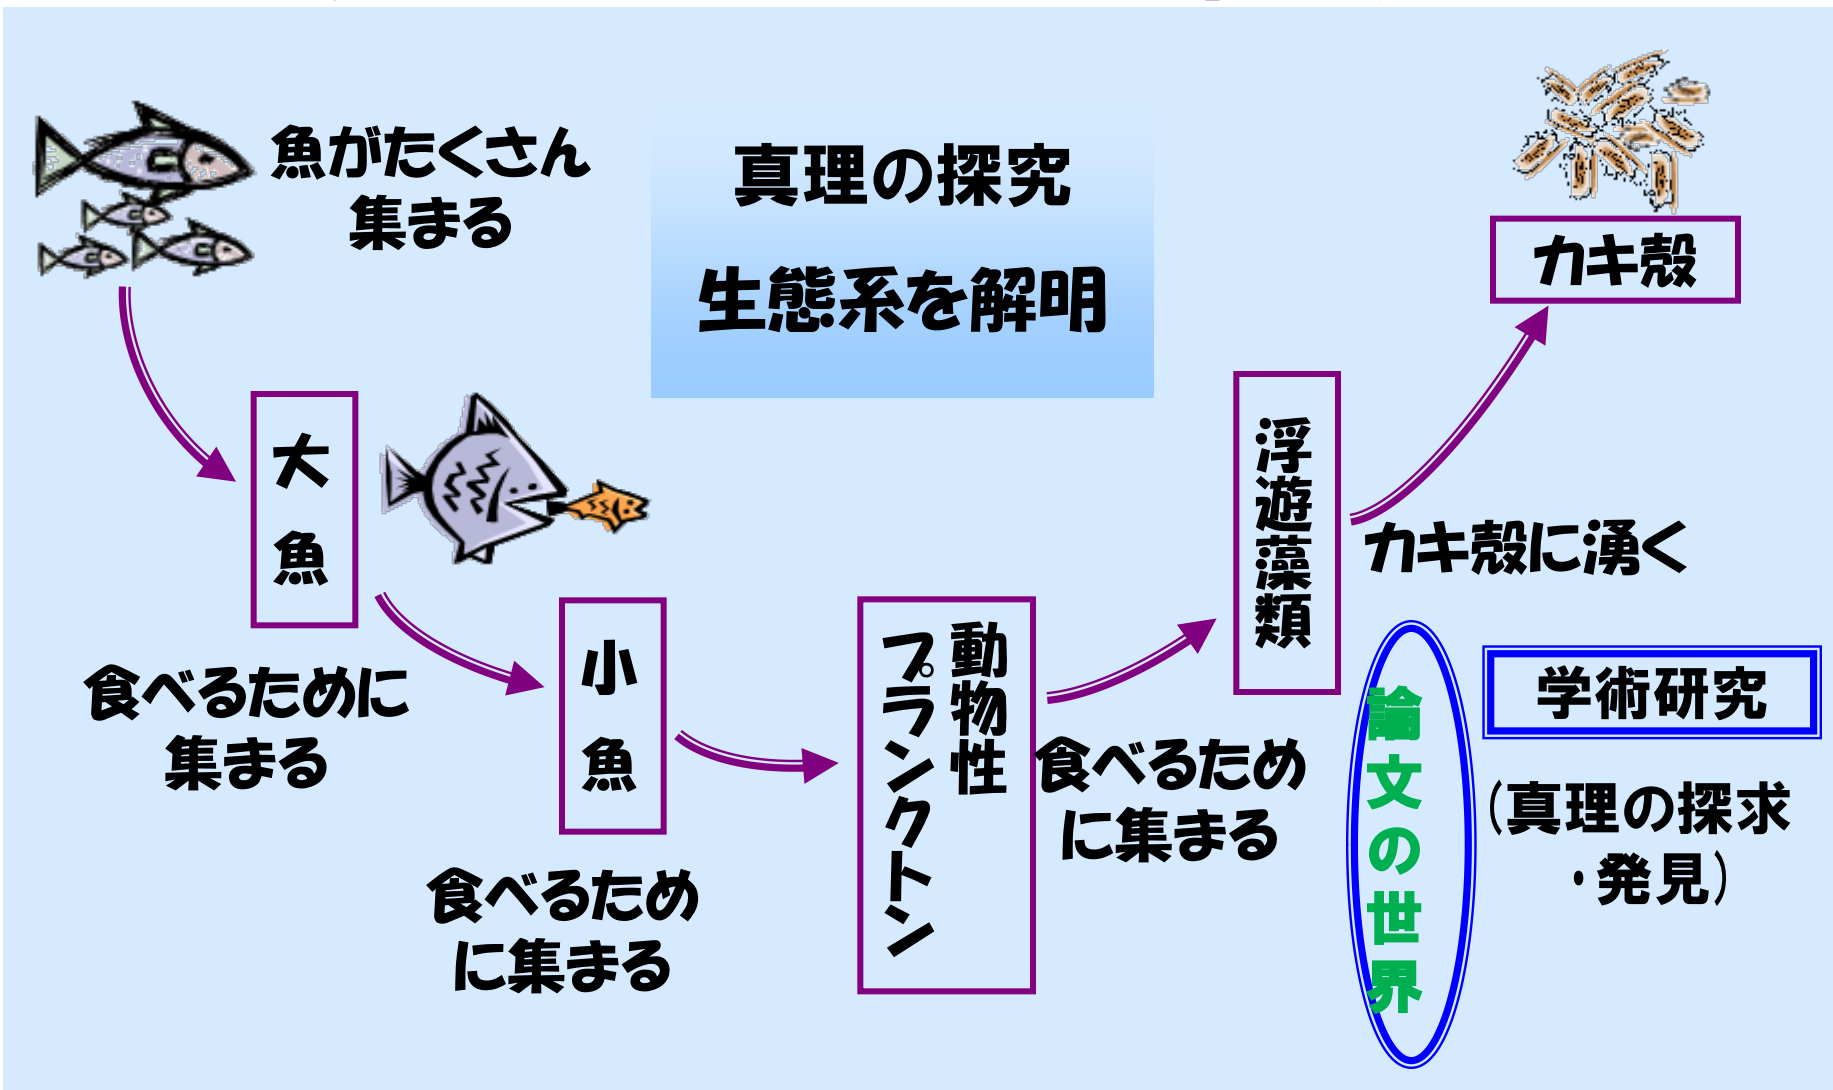 魚がたくさん
集まる
真理の探究
生態系を解明
カキ殻
大魚
食べるために
集まる
小魚
食べるため
に集まる
動物性
プランクトン
食べるため
に集まる
浮遊藻類
カキ殻に湧く
論文の世界
学術研究
(真理の探求
・発見)